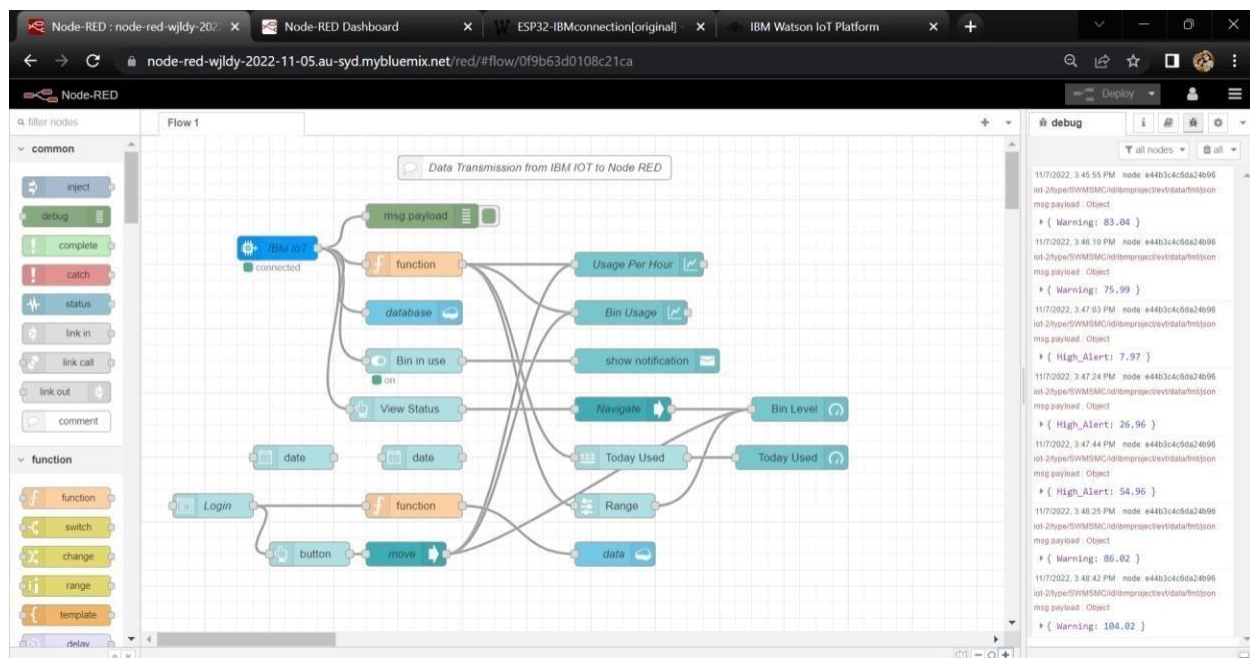 Node-RED : node-red-wjldy-202
Node-RED Dashboard
ESP32-IBMconnection[original] -
IBM Watson IoT Platform
node-red-wjldy-2022-11-05.au-syd.mybluemix.net/red/#flow/0f9b63d0108c21ca
Node-RED
Deploy
filter nodes
Flow 1
debug
i
common
all nodes
all
inject
debug
complete
catch
status
link in
link call
link out
comment
function
function
switch
change
range
template
delay
Data Transmission from IBM IOT to Node RED
msg.payload
IBM IoT
connected
function
Usage Per Hour
database
Bin Usage
Bin in use
on
show notification
View Status
Navigate
Bin Level
date
date
123
Today Used
Today Used
Login
function
Range
button
move
data
11/7/2022, 3:45:55 PM node: e44b3c4c6da24b96
iot-2/type/SWMSMC/id/ibmproject/evt/data/fmt/json :
msg.payload : Object
{ Warning: 83.04 }
11/7/2022, 3:46:10 PM node: e44b3c4c6da24b96
iot-2/type/SWMSMC/id/ibmproject/evt/data/fmt/json :
msg.payload : Object
{ Warning: 75.99 }
11/7/2022, 3:47:03 PM node: e44b3c4c6da24b96
iot-2/type/SWMSMC/id/ibmproject/evt/data/fmt/json :
msg.payload : Object
{ High_Alert: 7.97 }
11/7/2022, 3:47:24 PM node: e44b3c4c6da24b96
iot-2/type/SWMSMC/id/ibmproject/evt/data/fmt/json :
msg.payload : Object
{ High_Alert: 26.96 }
11/7/2022, 3:47:44 PM node: e44b3c4c6da24b96
iot-2/type/SWMSMC/id/ibmproject/evt/data/fmt/json :
msg.payload : Object
{ High_Alert: 54.96 }
11/7/2022, 3:48:25 PM node: e44b3c4c6da24b96
iot-2/type/SWMSMC/id/ibmproject/evt/data/fmt/json :
msg.payload : Object
{ Warning: 86.02 }
11/7/2022, 3:48:42 PM node: e44b3c4c6da24b96
iot-2/type/SWMSMC/id/ibmproject/evt/data/fmt/json :
msg.payload : Object
{ Warning: 104.02 }